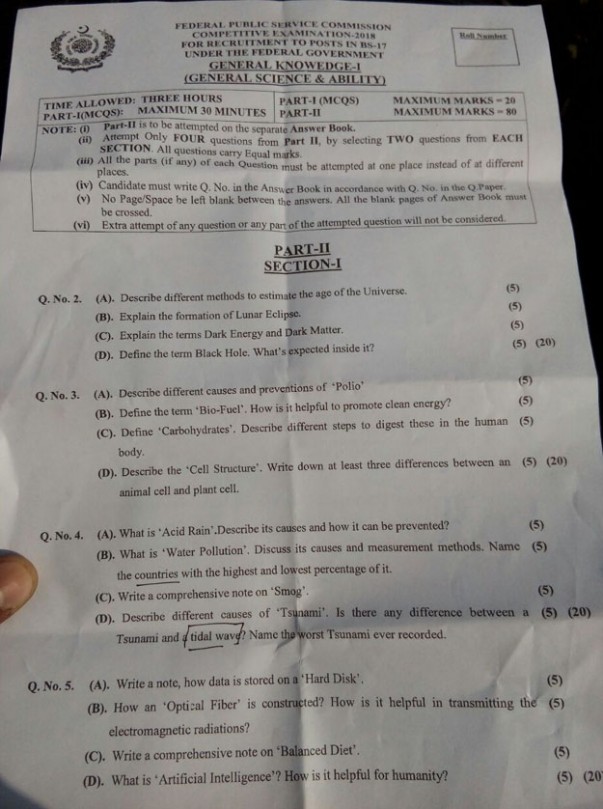 FEDERAL PUBLIC SERVICE COMMISSION
COMPETITIVE EXAMINATION-2018
FOR RECRUITMENT TO POSTS IN BS-17
UNDER THE FEDERAL GOVERNMENT
GENERAL KNOWEDGE-I
(GENERAL SCIENCE & ABILITY)
Roll Number
TIME ALLOWED: THREE HOURS PART-I (MCQS) MAXIMUM MARKS = 20
PART-I(MCQS): MAXIMUM 30 MINUTES PART-II MAXIMUM MARKS = 80
NOTE: (i) Part-II is to be attempted on the separate Answer Book.
(ii) Attempt Only FOUR questions from Part II, by selecting TWO questions from EACH
SECTION. All questions carry Equal marks.
(iii) All the parts (if any) of each Question must be attempted at one place instead of at different
places.
(iv) Candidate must write Q. No. in the Answer Book in accordance with Q. No. in the Q.Paper.
(v) No Page/Space be left blank between the answers. All the blank pages of Answer Book must
be crossed.
(vi) Extra attempt of any question or any part of the attempted question will not be considered.
PART-II
SECTION-I
Q. No. 2. (A). Describe different methods to estimate the age of the Universe. (5)
(B). Explain the formation of Lunar Eclipse. (5)
(C). Explain the terms Dark Energy and Dark Matter. (5)
(D). Define the term Black Hole. What's expected inside it? (5) (20)
Q. No. 3. (A). Describe different causes and preventions of 'Polio' (5)
(B). Define the term 'Bio-Fuel'. How is it helpful to promote clean energy? (5)
(C). Define 'Carbohydrates'. Describe different steps to digest these in the human (5)
body.
(D). Describe the 'Cell Structure'. Write down at least three differences between an (5) (20)
animal cell and plant cell.
Q. No. 4. (A). What is 'Acid Rain'.Describe its causes and how it can be prevented? (5)
(B). What is 'Water Pollution'. Discuss its causes and measurement methods. Name (5)
the countries with the highest and lowest percentage of it.
(C). Write a comprehensive note on 'Smog'. (5)
(D). Describe different causes of 'Tsunami'. Is there any difference between a (5) (20)
Tsunami and a tidal wave? Name the worst Tsunami ever recorded.
Q. No. 5. (A). Write a note, how data is stored on a 'Hard Disk'. (5)
(B). How an 'Optical Fiber' is constructed? How is it helpful in transmitting the (5)
electromagnetic radiations?
(C). Write a comprehensive note on 'Balanced Diet'. (5)
(D). What is 'Artificial Intelligence'? How is it helpful for humanity? (5) (20